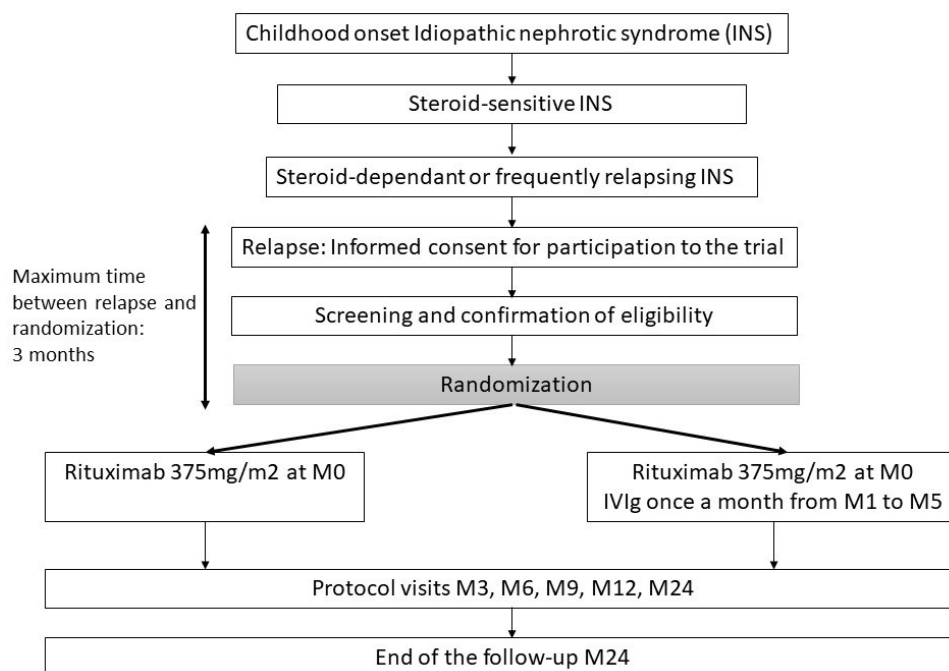 Childhood onset Idiopathic nephrotic syndrome (INS)
Steroid-sensitive INS
Steroid-dependant or frequently relapsing INS
Relapse: Informed consent for participation to the trial
Maximum time
between relapse and
randomization:
3 months
Screening and confirmation of eligibility
Randomization
Rituximab 375mg/m2 at M0
Rituximab 375mg/m2 at M0
IVIg once a month from M1 to M5
Protocol visits M3, M6, M9, M12, M24
End of the follow-up M24